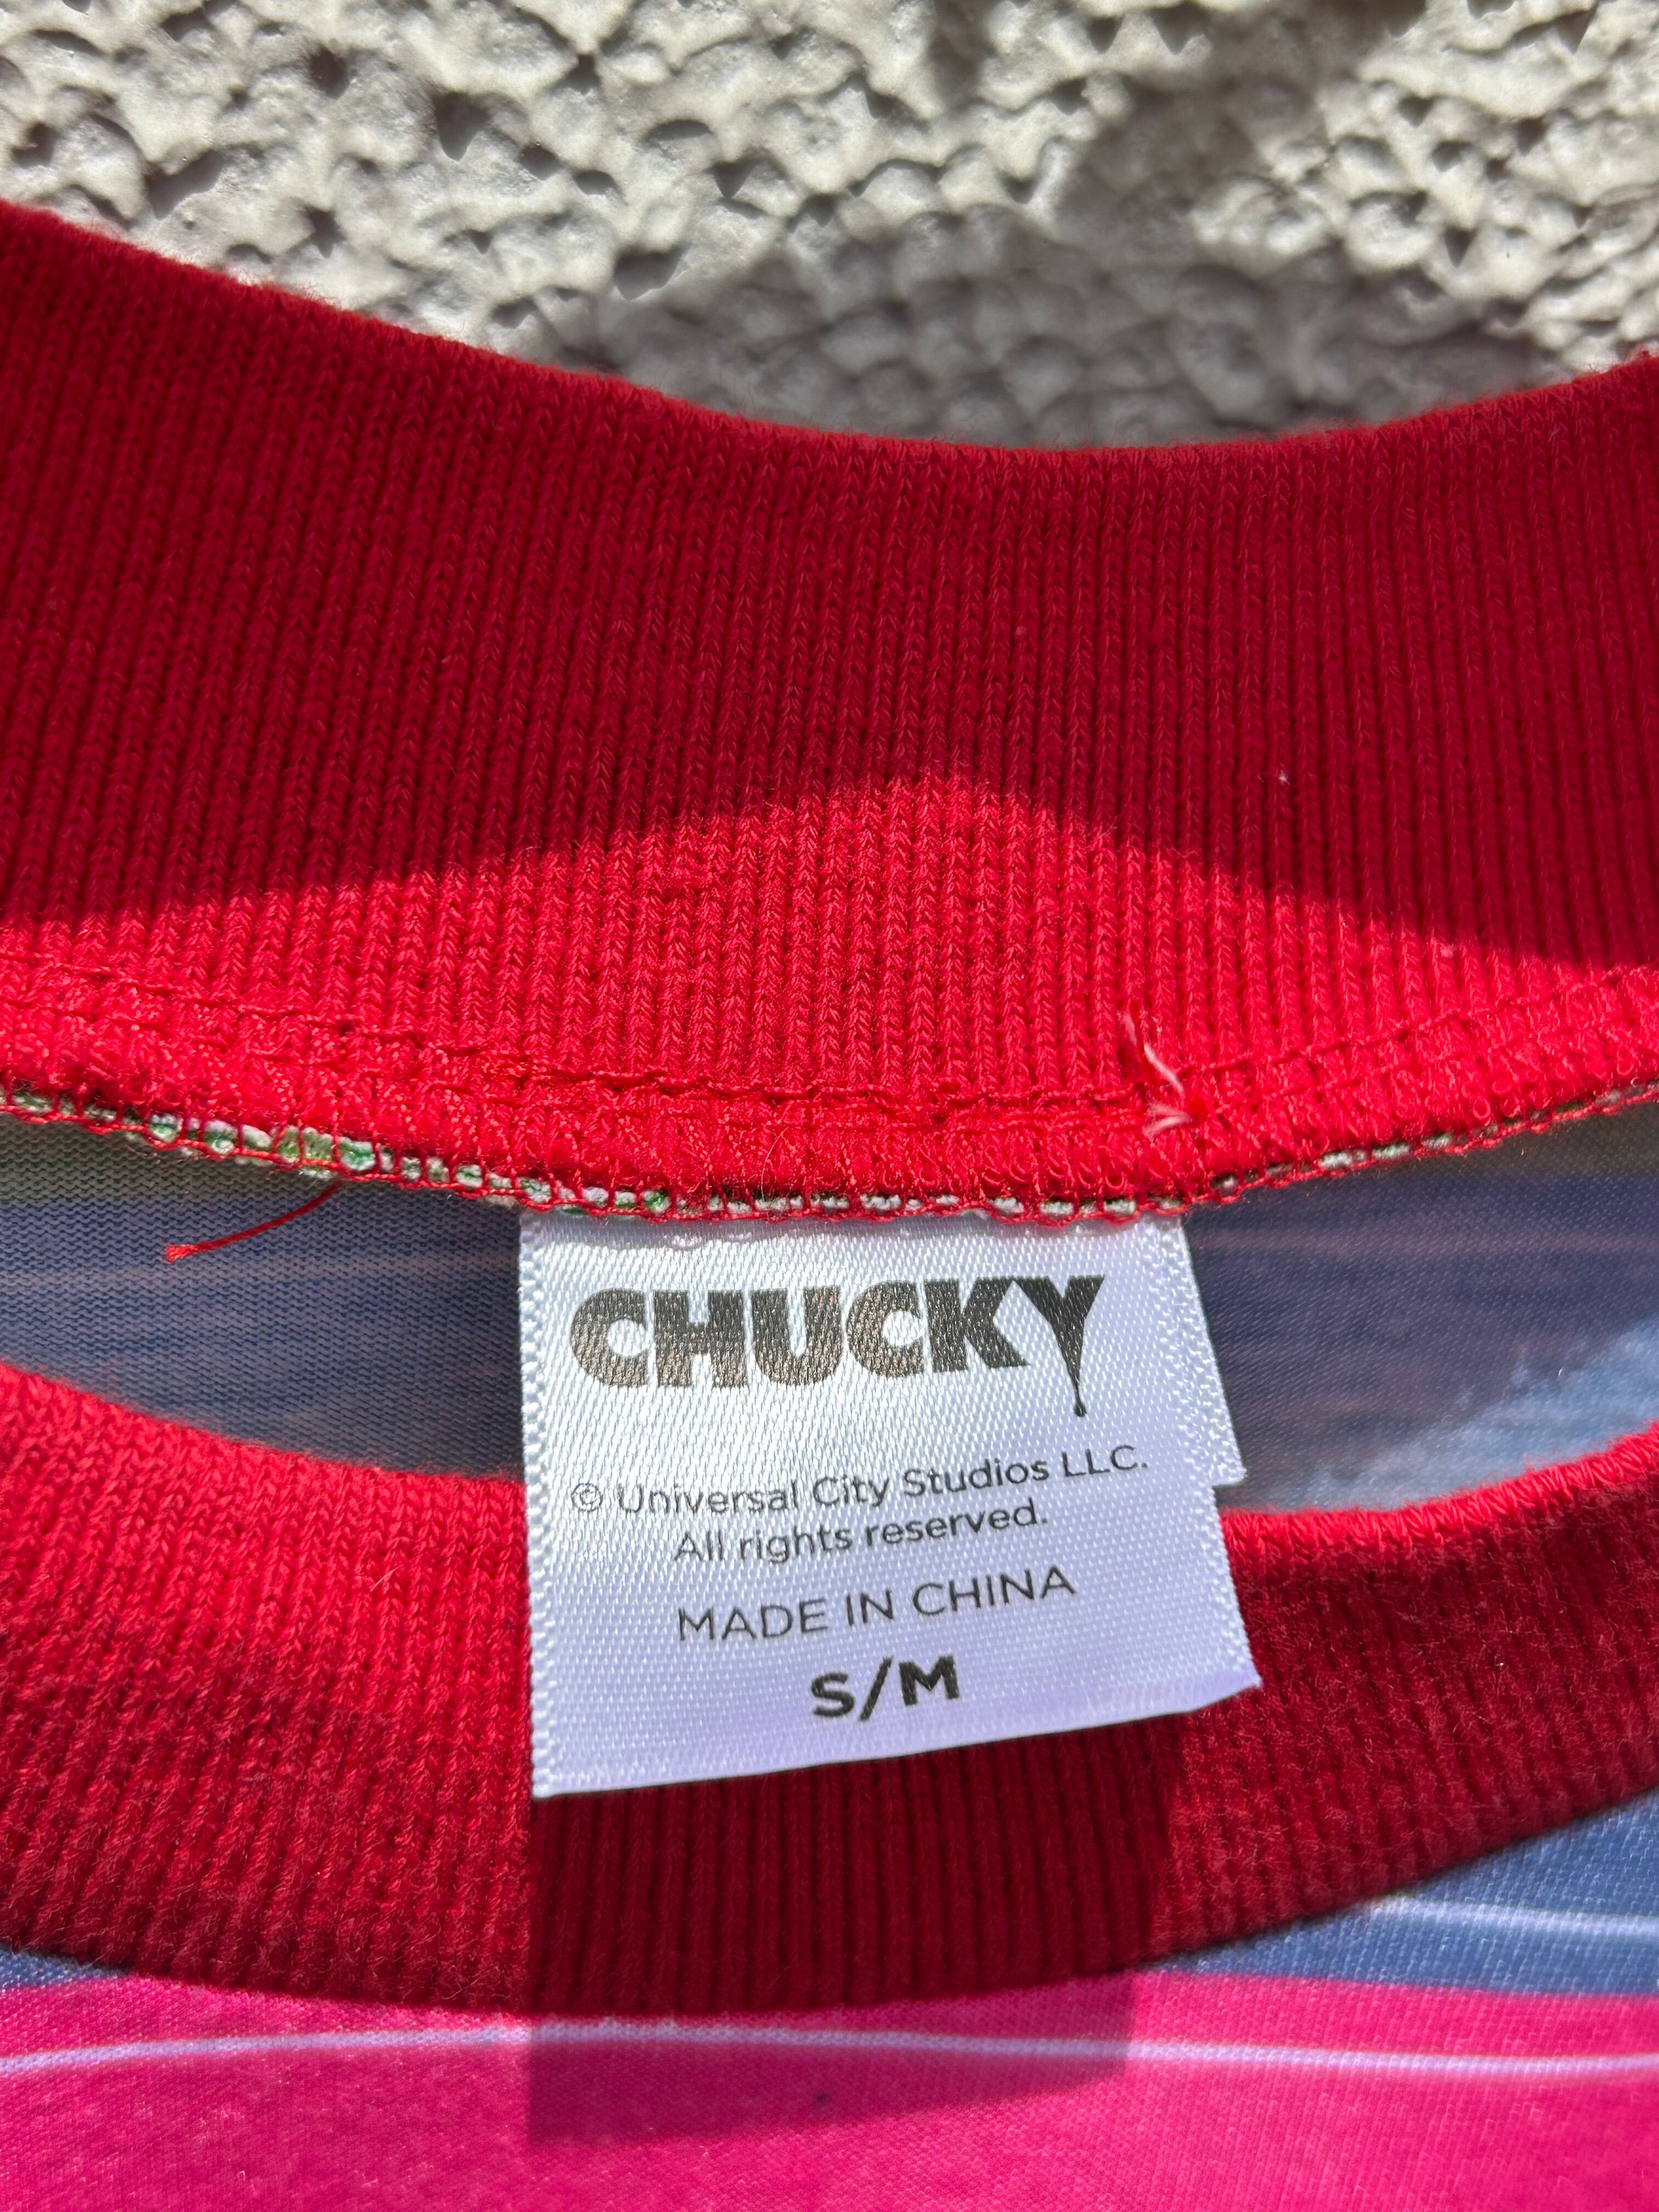 CHUCKY
© Universal City Studios LLC.
All rights reserved.
MADE IN CHINA
S/M